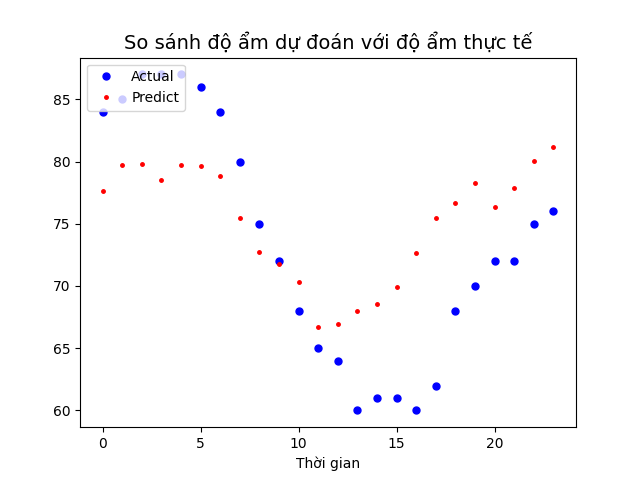 So sánh độ ẩm dự đoán với độ ẩm thực tế
Actual
Predict
85
80
75
70
65
60
0 5 10 15 20
Thời gian